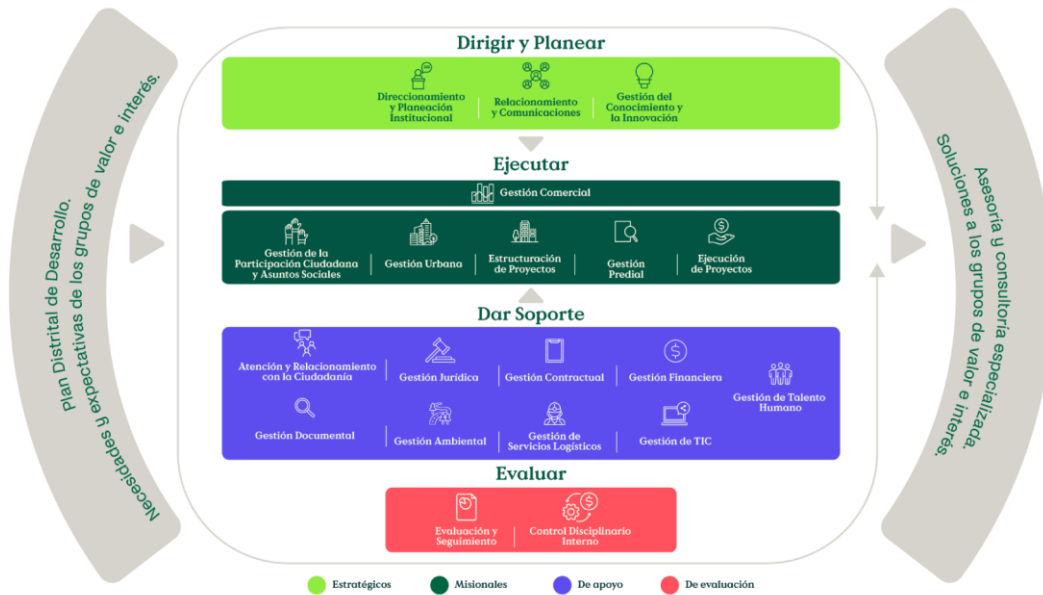 Plan Distrital de Desarrollo.
Necesidades y expectativas de los grupos de valor e interés.
Dirigir y Planear
Direccionamiento
y Planeación
Institucional
Relacionamiento
y Comunicaciones
Gestión del
Conocimiento y
la Innovación
Ejecutar
Gestión Comercial
Gestión de la
Participación Ciudadana
y Asuntos Sociales
Gestión Urbana
Estructuración
de Proyectos
Gestión
Predial
Ejecución
de Proyectos
Dar Soporte
Atención y Relacionamiento
con la Ciudadanía
Gestión Jurídica
Gestión Contractual
Gestión Financiera
Gestión de Talento
Humano
Gestión Documental
Gestión Ambiental
Gestión de
Servicios Logísticos
Gestión de TIC
Evaluar
Evaluación y
Seguimiento
Control Disciplinario
Interno
Asesoría y consultoría especializada.
Soluciones a los grupos de valor e interés.
Estratégicos
Misionales
De apoyo
De evaluación